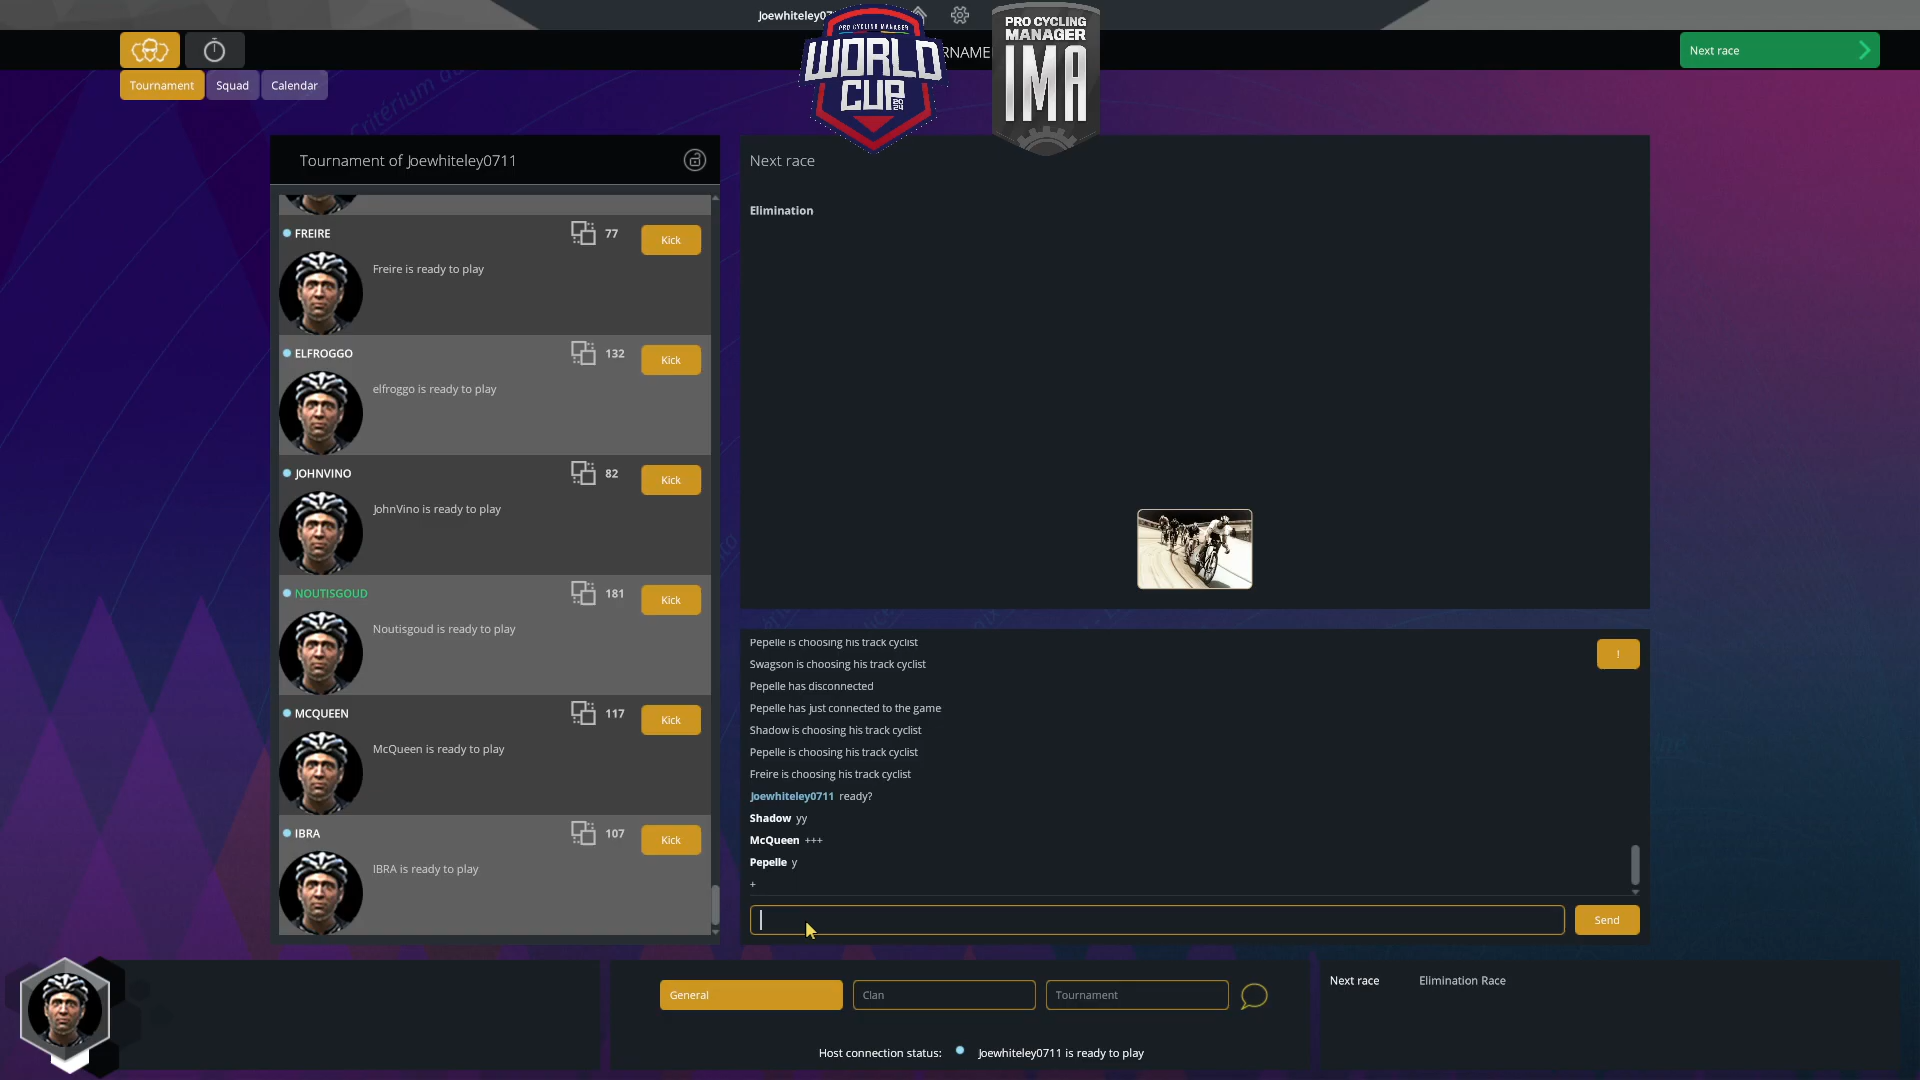 Joewhiteley07
PRO CYCLING MANAGER
WORLD
CUP
PRO CYCLING
MANAGER
IMA
RNAME
Next race
Tournament
Squad
Calendar
Tournament of Joewhiteley0711
FREIRE
77
Kick
Freire is ready to play
ELFROGGO
132
Kick
elfroggo is ready to play
JOHNVINO
82
Kick
JohnVino is ready to play
NOUTISGOUD
181
Kick
Noutisgoud is ready to play
MCQUEEN
117
Kick
McQueen is ready to play
IBRA
107
Kick
IBRA is ready to play
Next race
Elimination
Pepelle is choosing his track cyclist
Swagson is choosing his track cyclist
Pepelle has disconnected
Pepelle has just connected to the game
Shadow is choosing his track cyclist
Pepelle is choosing his track cyclist
Freire is choosing his track cyclist
Joewhiteley0711 ready?
Shadow yy
McQueen +++
Pepelle y
+
!
Send
General
Clan
Tournament
Host connection status: Joewhiteley0711 is ready to play
Next race Elimination Race